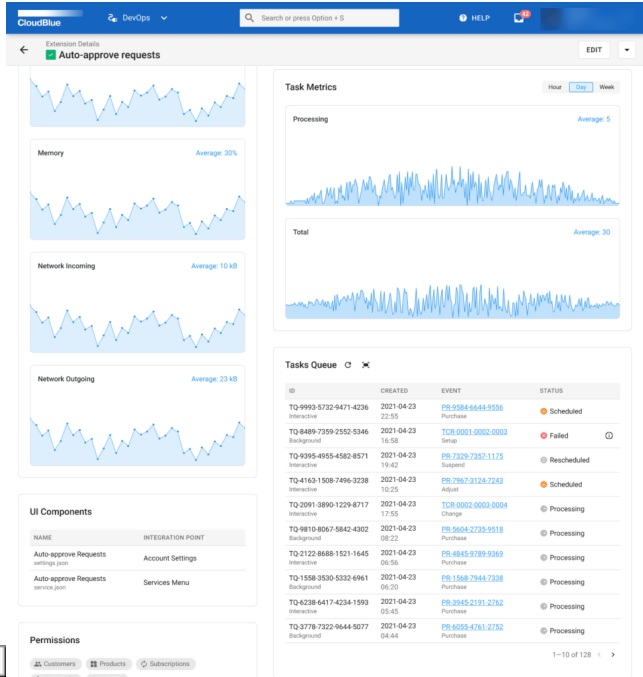 CloudBlue
DevOps
Search or press Option + S
HELP
42
Extension Details
Auto-approve requests
EDIT
Memory
Average: 30%
Network Incoming
Average: 10 kB
Network Outgoing
Average: 23 kB
UI Components
NAME INTEGRATION POINT
Auto-approve Requests
settings.json
Account Settings
Auto-approve Requests
service.json
Services Menu
Permissions
Customers Products Subscriptions
Task Metrics
Hour Day Week
Processing
Average: 5
Total
Average: 30
Tasks Queue
ID CREATED EVENT STATUS
TQ-9993-5732-9471-4236 2021-04-23 PR-9584-6644-9556 Scheduled
Interactive 22:55 Purchase
TQ-8489-7359-2552-5346 2021-04-23 TCR-0001-0002-0003 Failed
Background 16:58 Setup
TQ-9395-4955-4582-8571 2021-04-23 PR-7329-7357-1175 Rescheduled
Interactive 19:42 Suspend
TQ-4163-1508-7496-3238 2021-04-23 PR-7967-3124-7243 Scheduled
Interactive 10:25 Adjust
TQ-2091-3890-1229-8717 2021-04-23 TCR-0002-0003-0004 Processing
Interactive 17:55 Change
TQ-9810-8067-5842-4302 2021-04-23 PR-5604-2735-9518 Processing
Background 08:22 Purchase
TQ-2122-8688-1521-1645 2021-04-23 PR-4845-9789-9369 Processing
Interactive 06:56 Purchase
TQ-1558-3530-5332-6961 2021-04-23 PR-1568-7944-7338 Processing
Background 06:20 Purchase
TQ-6238-6417-4234-1593 2021-04-23 PR-3945-2191-2762 Processing
Interactive 05:45 Purchase
TQ-3778-7322-9644-5077 2021-04-23 PR-6055-4761-2752 Processing
Background 04:44 Purchase
1–10 of 128